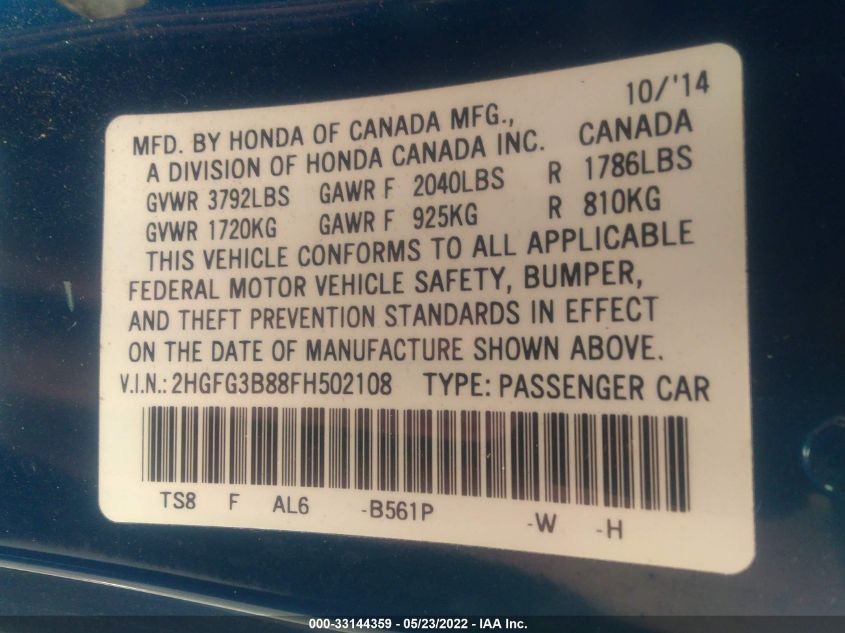 10/'14
MFD. BY HONDA OF CANADA MFG.,
A DIVISION OF HONDA CANADA INC. CANADA
GVWR 3792LBS GAWR F 2040LBS R 1786LBS
GVWR 1720KG GAWR F 925KG R 810KG
THIS VEHICLE CONFORMS TO ALL APPLICABLE
FEDERAL MOTOR VEHICLE SAFETY, BUMPER,
AND THEFT PREVENTION STANDARDS IN EFFECT
ON THE DATE OF MANUFACTURE SHOWN ABOVE.
V.I.N.: 2HGFG3B88FH502108 TYPE: PASSENGER CAR
TS8 F AL6 -B561P -W -H
000-33144359 - 05/23/2022 - IAA Inc.